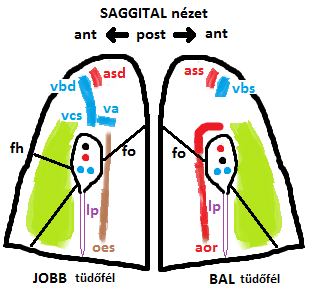 SAGGITAL nézet
ant post ant
asd ass
vbd vbs
vcs va
fh fo fo
lp lp
oes aor
JOBB tüdőfél BAL tüdőfél